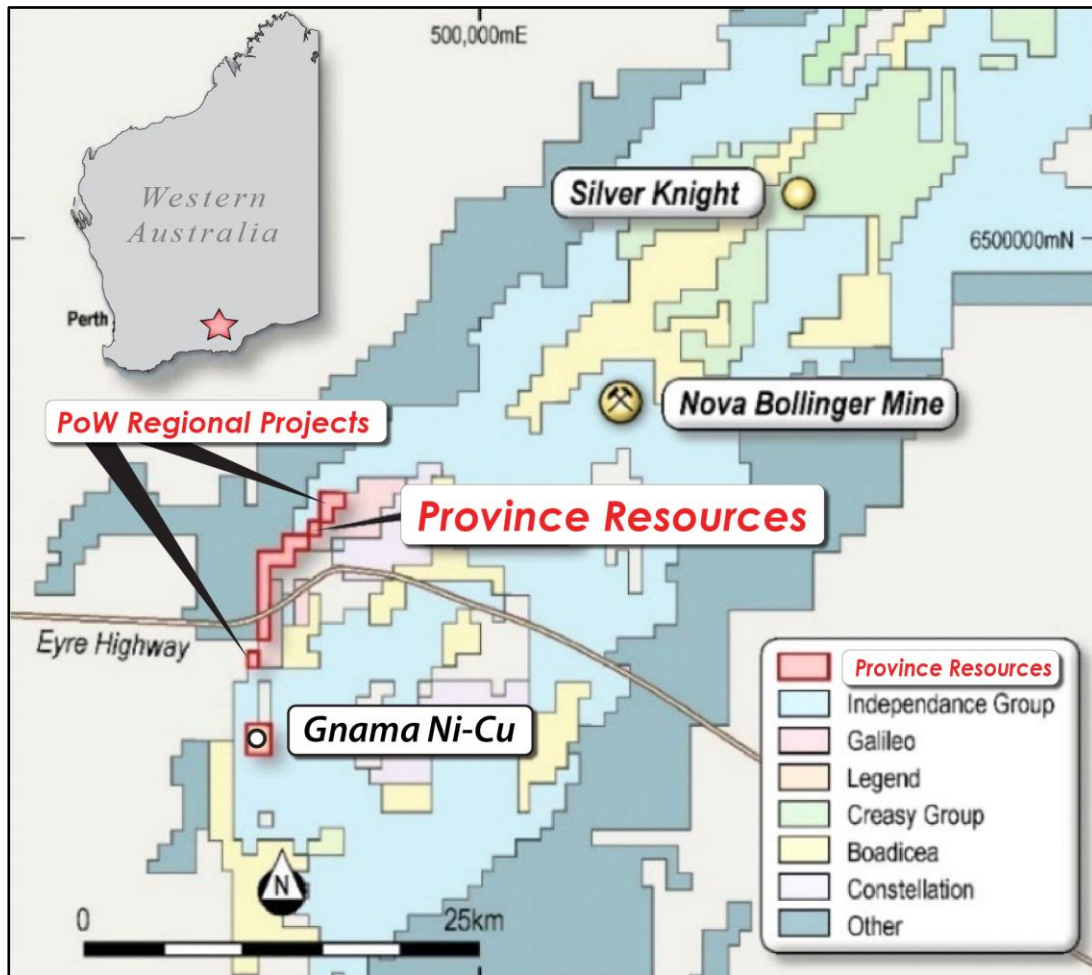 500,000mE
Western
Australia
Perth
Silver Knight
6500000mN
Nova Bollinger Mine
PoW Regional Projects
Province Resources
Eyre Highway
Gnama Ni-Cu
N
0
25km
Province Resources
Independance Group
Galileo
Legend
Creasy Group
Boadicea
Constellation
Other